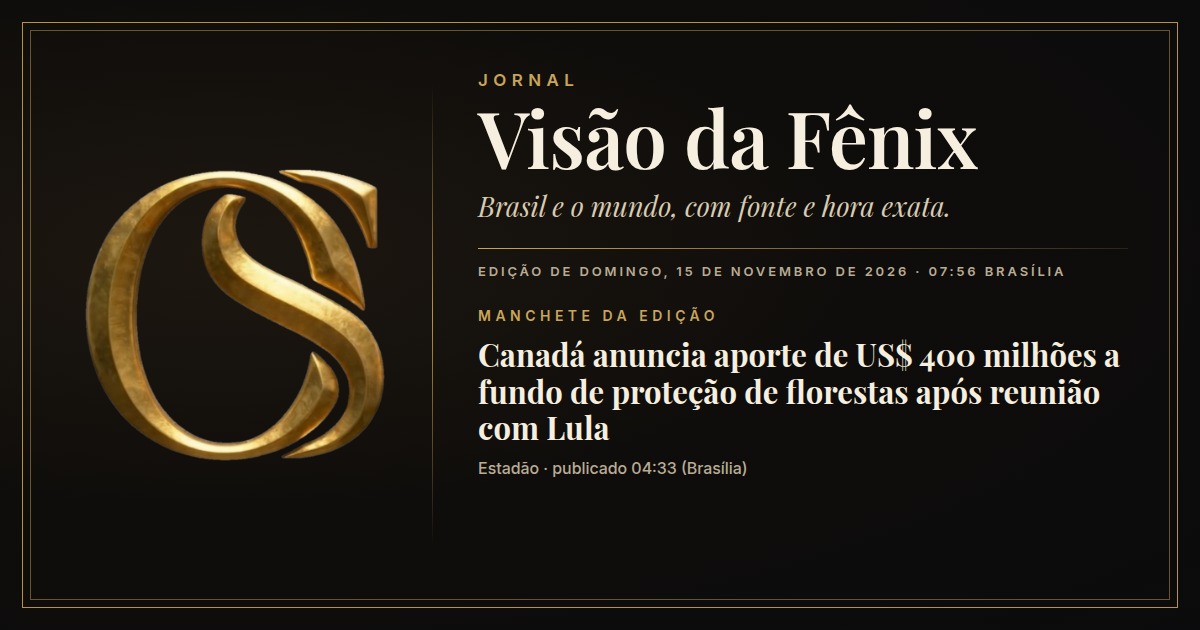 JORNAL
Visão da Fênix
Brasil e o mundo, com fonte e hora exata.
EDIÇÃO DE DOMINGO, 15 DE NOVEMBRO DE 2026 · 07:56 BRASÍLIA
MANCHETE DA EDIÇÃO
Canadá anuncia aporte de US$ 400 milhões a
fundo de proteção de florestas após reunião
com Lula
Estadão · publicado 04:33 (Brasília)